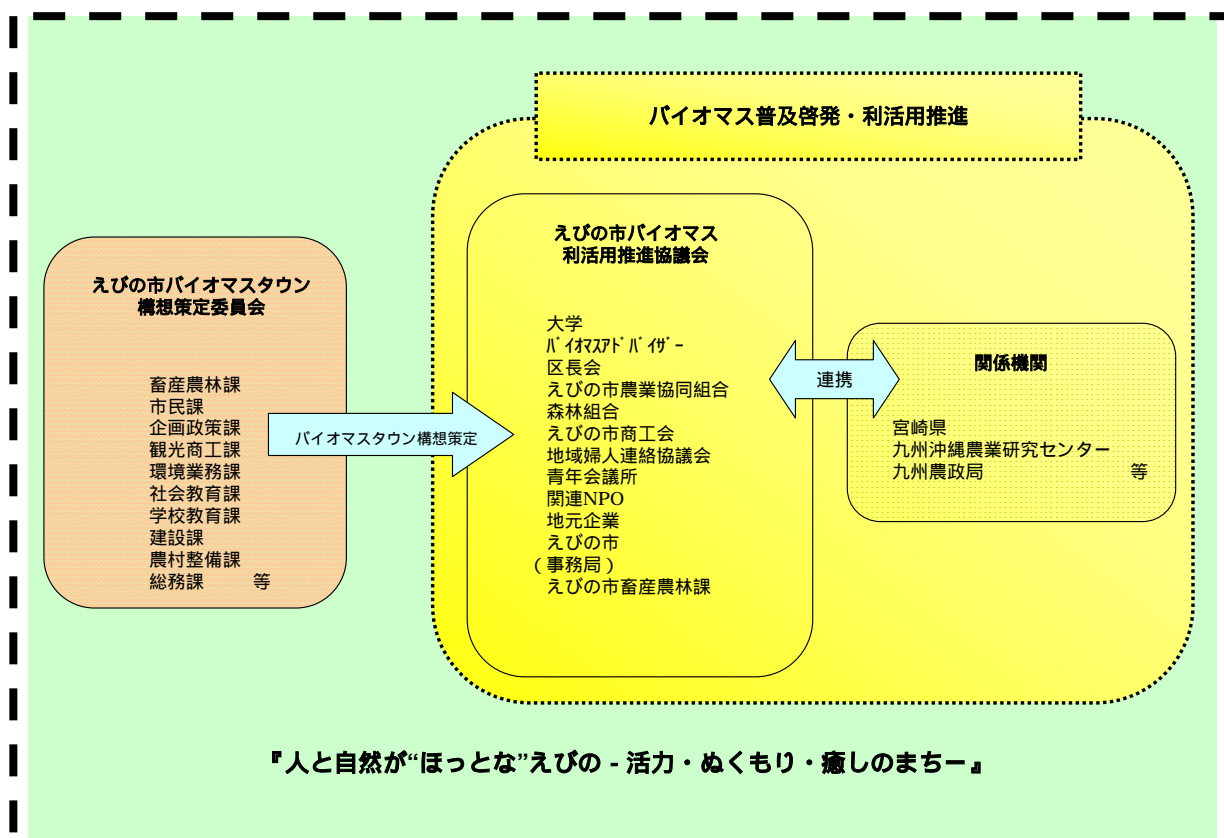 バイオマス普及啓発・利活用推進
えびの市バイオマスタウン
構想策定委員会
畜産農林課
市民課
企画政策課
観光商工課
環境業務課
社会教育課
学校教育課
建設課
農村整備課
総務課 等
バイオマスタウン構想策定
えびの市バイオマス
利活用推進協議会
大学
ﾊﾞｲｵﾏｽｱﾄﾞﾊﾞｲｻﾞｰ
区長会
えびの市農業協同組合
森林組合
えびの市商工会
地域婦人連絡協議会
青年会議所
関連NPO
地元企業
えびの市
(事務局)
えびの市畜産農林課
連携
関係機関
宮崎県
九州沖縄農業研究センター
九州農政局 等
『人と自然が“ほっとな”えびの - 活力・ぬくもり・癒しのまちー』